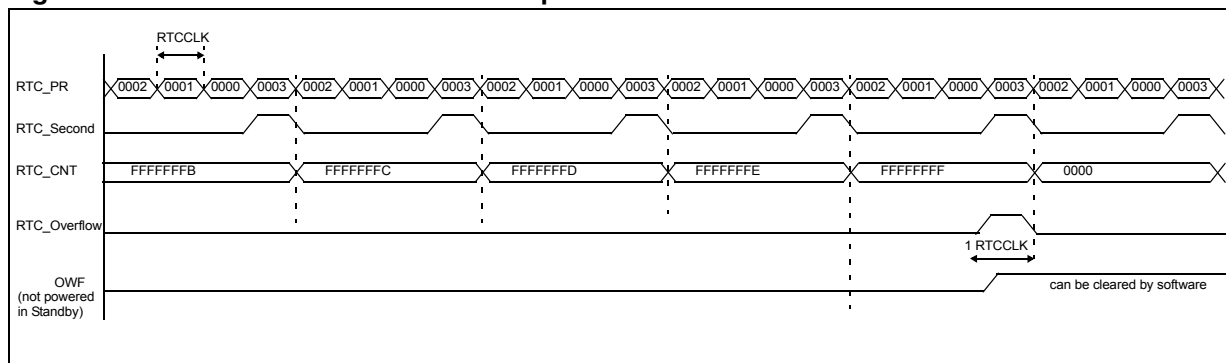 RTCCLK
RTC_PR 0002 0001 0000 0003 0002 0001 0000 0003 0002 0001 0000 0003 0002 0001 0000 0003 0002 0001 0000 0003 0002 0001 0000 0003
RTC_Second
RTC_CNT FFFFFFFB FFFFFFFC FFFFFFFD FFFFFFFE FFFFFFFF 0000
RTC_Overflow
1 RTCCLK
OWF can be cleared by software
(not powered
in Standby)